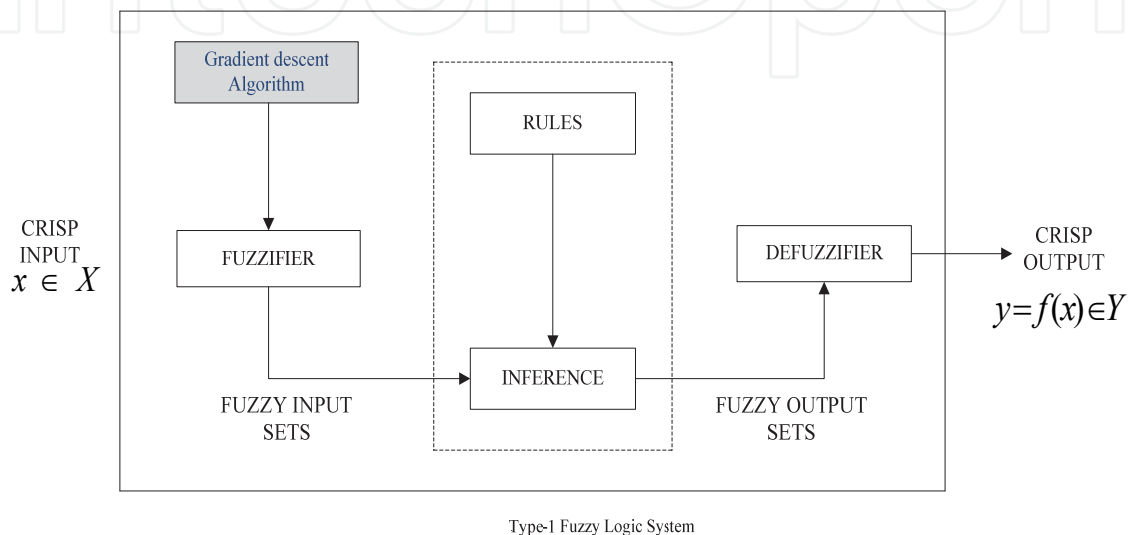 Gradient descent
Algorithm
RULES
CRISP
INPUT
x ∈ X
FUZZIFIER
DEFUZZIFIER
CRISP
OUTPUT
y=f(x)∈Y
INFERENCE
FUZZY INPUT
SETS
FUZZY OUTPUT
SETS
Type-1 Fuzzy Logic System